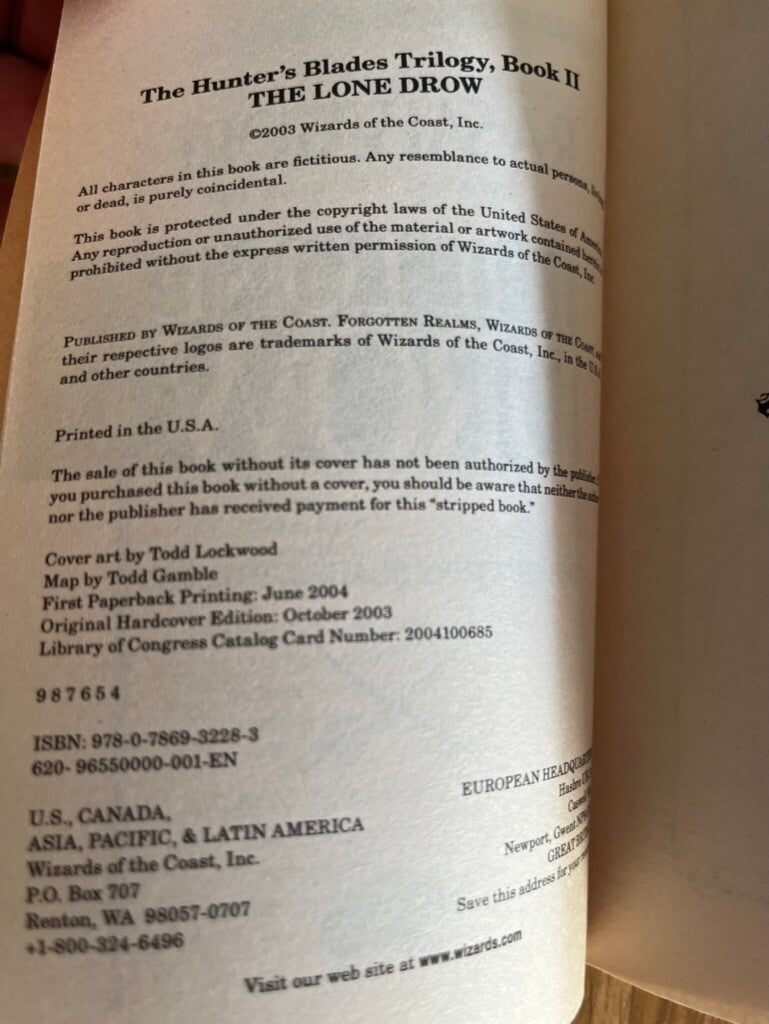 The Hunter's Blades Trilogy, Book II
THE LONE DROW
©2003 Wizards of the Coast, Inc.
All characters in this book are fictitious. Any resemblance to actual persons,
or dead, is purely coincidental.
This book is protected under the copyright laws of the United States of
Any reproduction or unauthorized use of the material or artwork contained
prohibited without the express written permission of Wizards of the Coast, Inc.
PUBLISHED BY WIZARDS OF THE COAST. FORGOTTEN REALMS, WIZARDS OF THE COAST,
their respective logos are trademarks of Wizards of the Coast, Inc., in the U.S.A.
and other countries.
Printed in the U.S.A.
The sale of this book without its cover has not been authorized by the publisher.
you purchased this book without a cover, you should be aware that neither the
nor the publisher has received payment for this "stripped book."
Cover art by Todd Lockwood
Map by Todd Gamble
First Paperback Printing: June 2004
Original Hardcover Edition: October 2003
Library of Congress Catalog Card Number: 2004100685
9 8 7 6 5 4
ISBN: 978-0-7869-3228-3
620- 96550000-001-EN
U.S., CANADA,
ASIA, PACIFIC, & LATIN AMERICA
Wizards of the Coast, Inc.
P.O. Box 707
Renton, WA 98057-0707
+1-800-324-6496
EUROPEAN
Hasbro
Newport, Gwent
GREAT
Save this address for your
Visit our web site at www.wizards.com